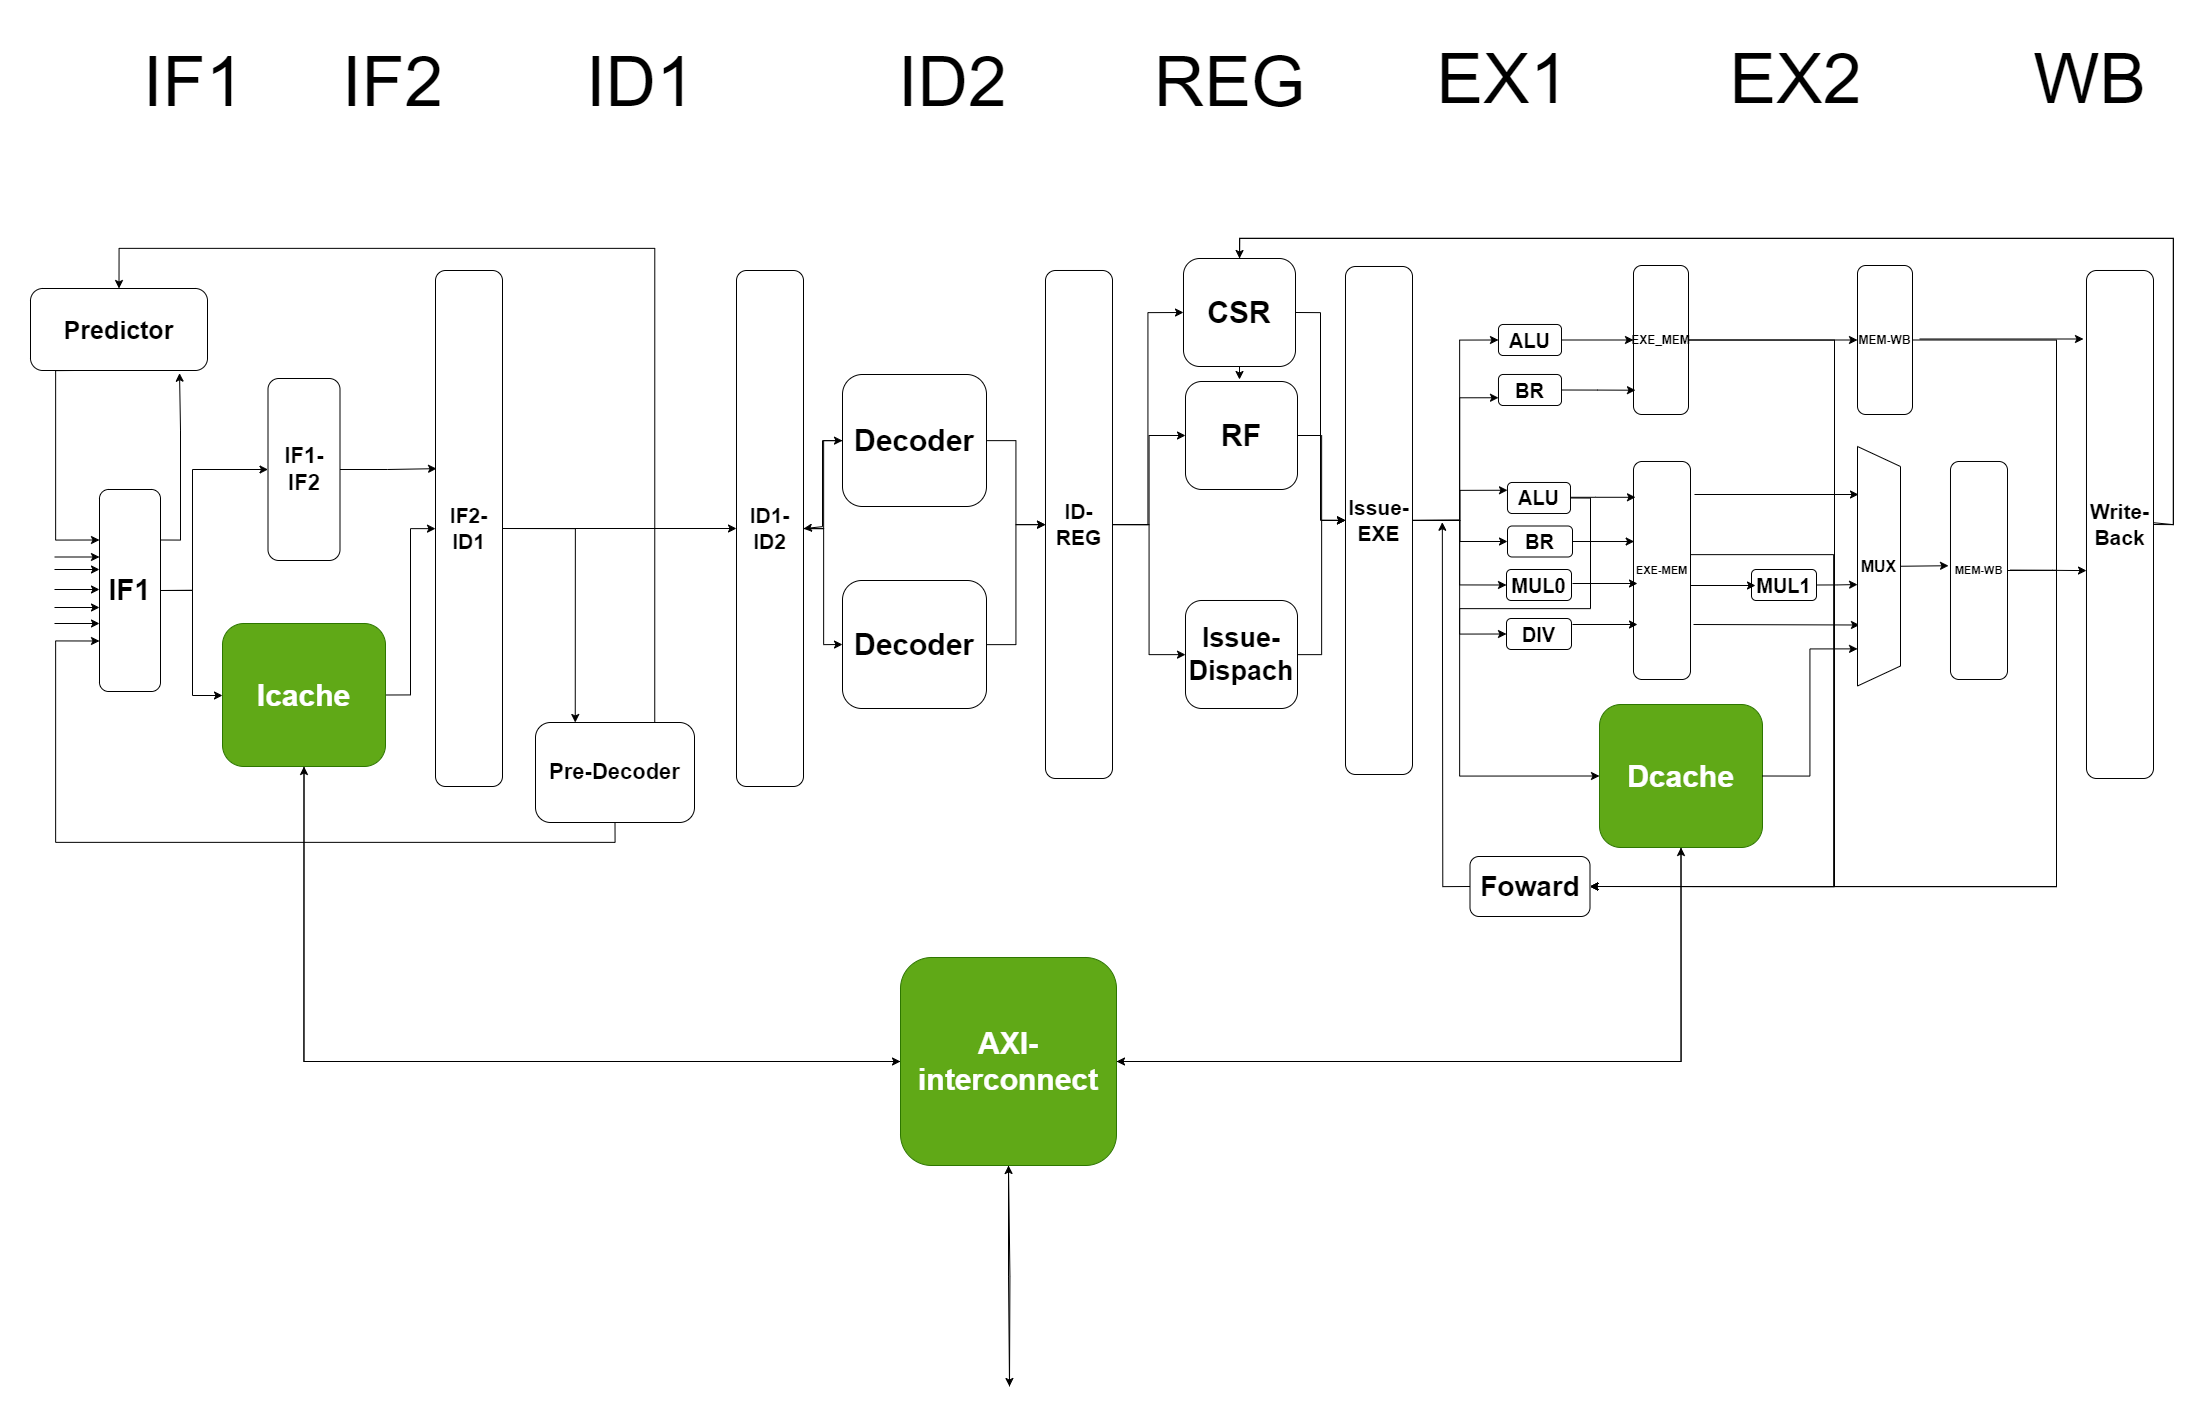 IF1 IF2 ID1 ID2 REG EX1 EX2 WB
Predictor
IF1-
IF2
IF1
Icache
IF2-
ID1
Pre-Decoder
ID1-
ID2
Decoder
Decoder
ID-
REG
CSR
RF
Issue-
Dispach
Issue-
EXE
ALU
BR
ALU
BR
MUL0
DIV
EXE_MEM
EXE-MEM
MUL1
Dcache
Foward
MEM-WB
MUX
MEM-WB
Write-
Back
AXI-
interconnect